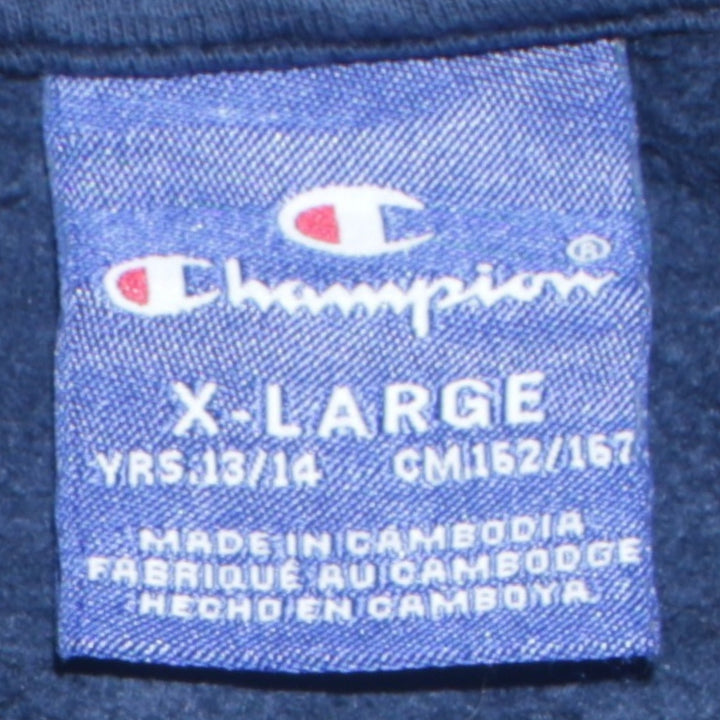 Champion®
X-LARGE
YRS.13/14 CM152/157
MADE IN CAMBODIA
FABRIQUÉ AU CAMBODGE
HECHO EN CAMBOYA.